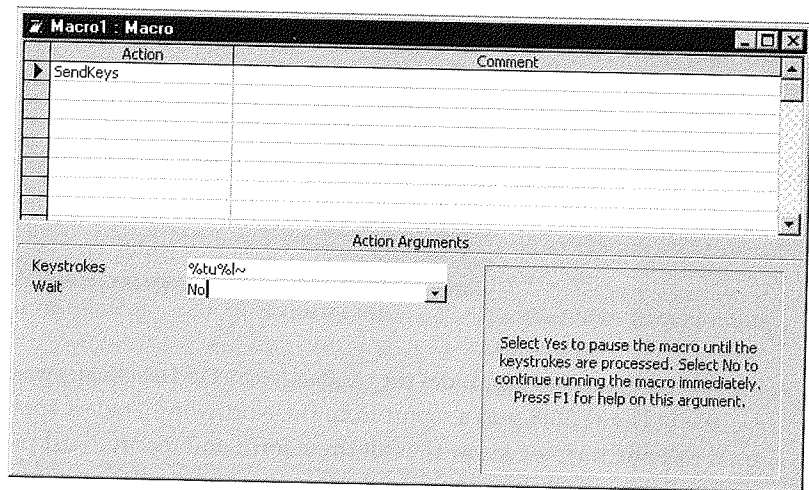 Macro1 : Macro
Action Comment
SendKeys
Action Arguments
Keystrokes %tu%l~
Wait No
Select Yes to pause the macro until the
keystrokes are processed. Select No to
continue running the macro immediately.
Press F1 for help on this argument.